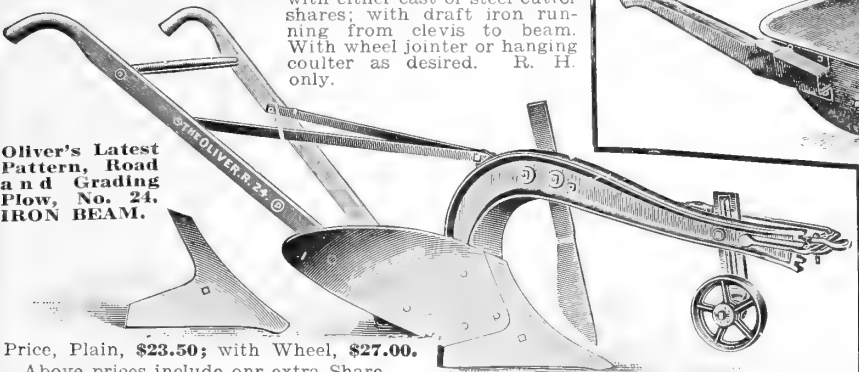 with either cast or steel cutter
shares; with draft iron run-
ning from clevis to beam.
With wheel jointer or hanging
coulter as desired. R. H.
only.
Oliver's Latest
Pattern, Road
and Grading
Plow, No. 24.
IRON BEAM.
THE OLIVER. R. 24.
Price, Plain, $23.50; with Wheel, $27.00.
Above prices include one extra Share